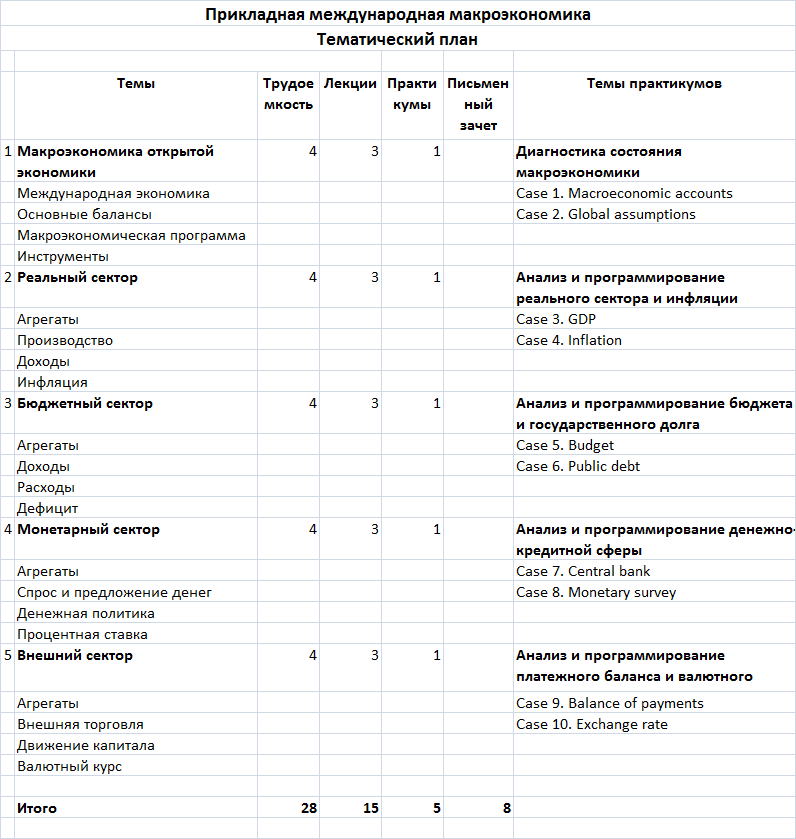 Прикладная международная макроэкономика
Тематический план
Темы Трудое Лекции Практи Письмен Темы практикумов
мкость кумы ный
зачет
1 Макроэкономика открытой 4 3 1 Диагностика состояния
экономики макроэкономики
Международная экономика Case 1. Macroeconomic accounts
Основные балансы Case 2. Global assumptions
Макроэкономическая программа
Инструменты
2 Реальный сектор 4 3 1 Анализ и программирование
реального сектора и инфляции
Агрегаты Case 3. GDP
Производство Case 4. Inflation
Доходы
Инфляция
3 Бюджетный сектор 4 3 1 Анализ и программирование бюджета
и государственного долга
Агрегаты Case 5. Budget
Доходы Case 6. Public debt
Расходы
Дефицит
4 Монетарный сектор 4 3 1 Анализ и программирование денежно-
кредитной сферы
Агрегаты Case 7. Central bank
Спрос и предложение денег Case 8. Monetary survey
Денежная политика
Процентная ставка
5 Внешний сектор 4 3 1 Анализ и программирование
платежного баланса и валютного
Агрегаты Case 9. Balance of payments
Внешняя торговля Case 10. Exchange rate
Движение капитала
Валютный курс
Итого 28 15 5 8